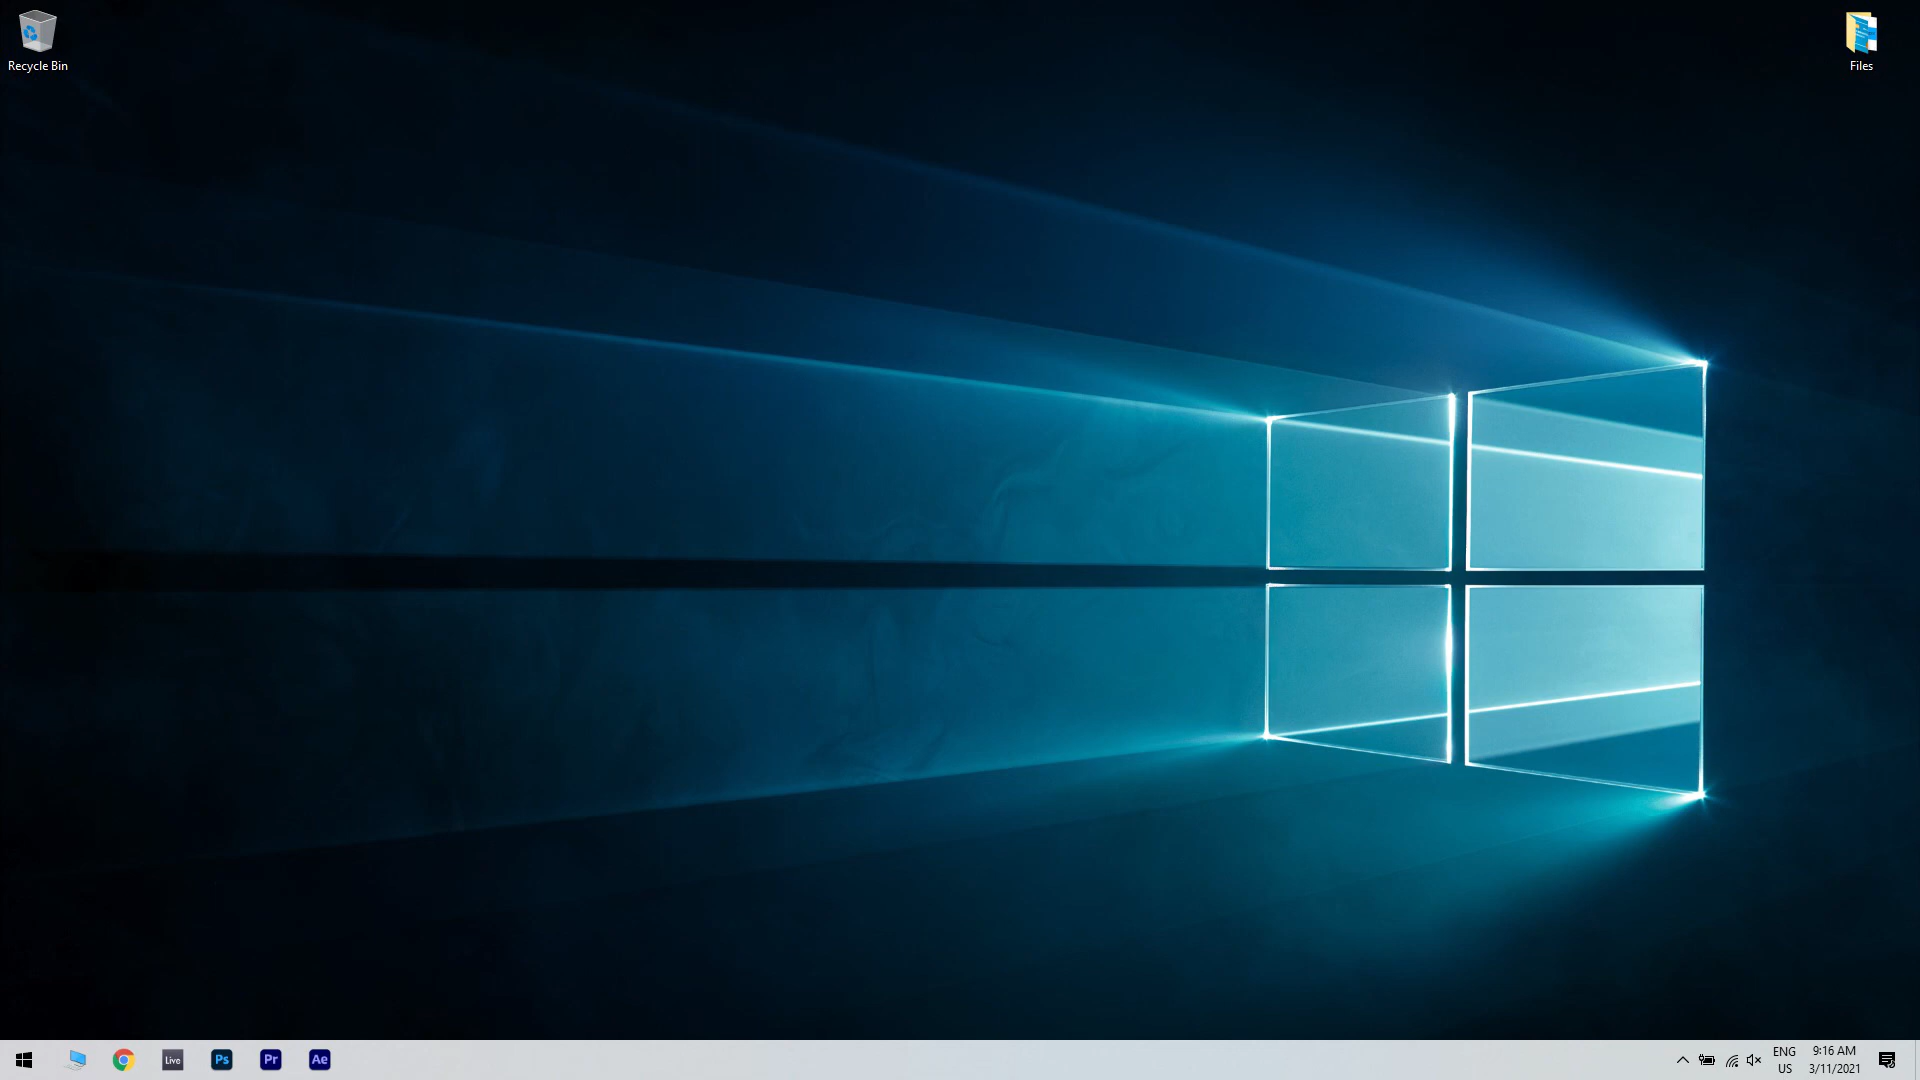 Recycle Bin
Files
Live
Ps
Pr
Ae
ENG
US
9:16 AM
3/11/2021